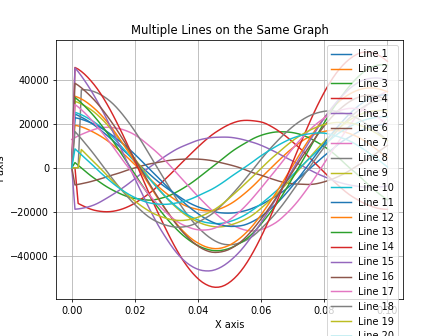 Multiple Lines on the Same Graph
40000
20000
0
−20000
−40000
0.00
0.02
0.04
0.06
X axis
Line 1
Line 2
Line 3
Line 4
Line 5
Line 6
Line 7
Line 8
Line 9
Line 10
Line 11
Line 12
Line 13
Line 14
Line 15
Line 16
Line 17
Line 18
Line 19
Line 20